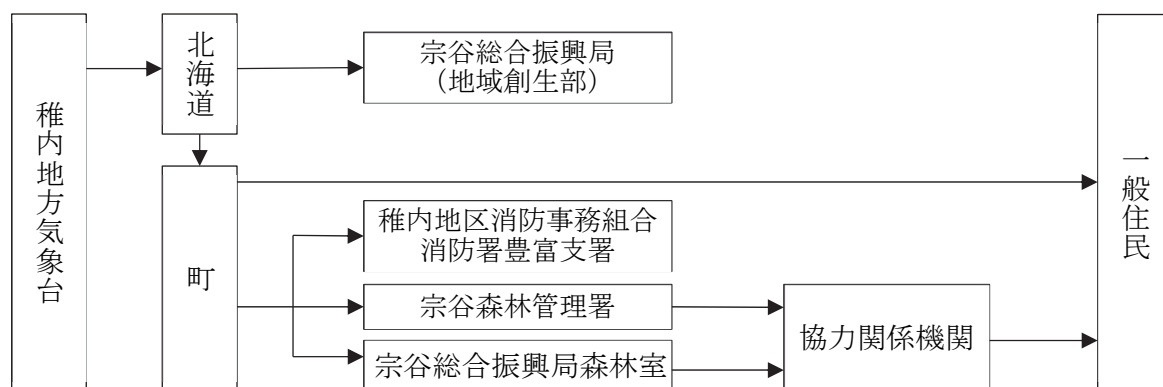 稚内地方気象台
北海道
宗谷総合振興局
（地域創生部）
町
稚内地区消防事務組合
消防署豊富支署
宗谷森林管理署
宗谷総合振興局森林室
協力関係機関
一般住民